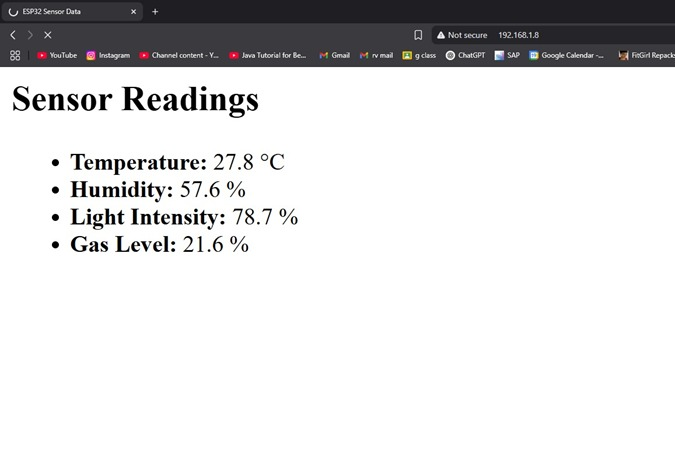 ESP32 Sensor Data
Not secure 192.168.1.8
YouTube Instagram Channel content - Y... Java Tutorial for Be... Gmail rv mail g class ChatGPT SAP Google Calendar -... FitGirl Repacks
Sensor Readings
• Temperature: 27.8 °C
• Humidity: 57.6 %
• Light Intensity: 78.7 %
• Gas Level: 21.6 %